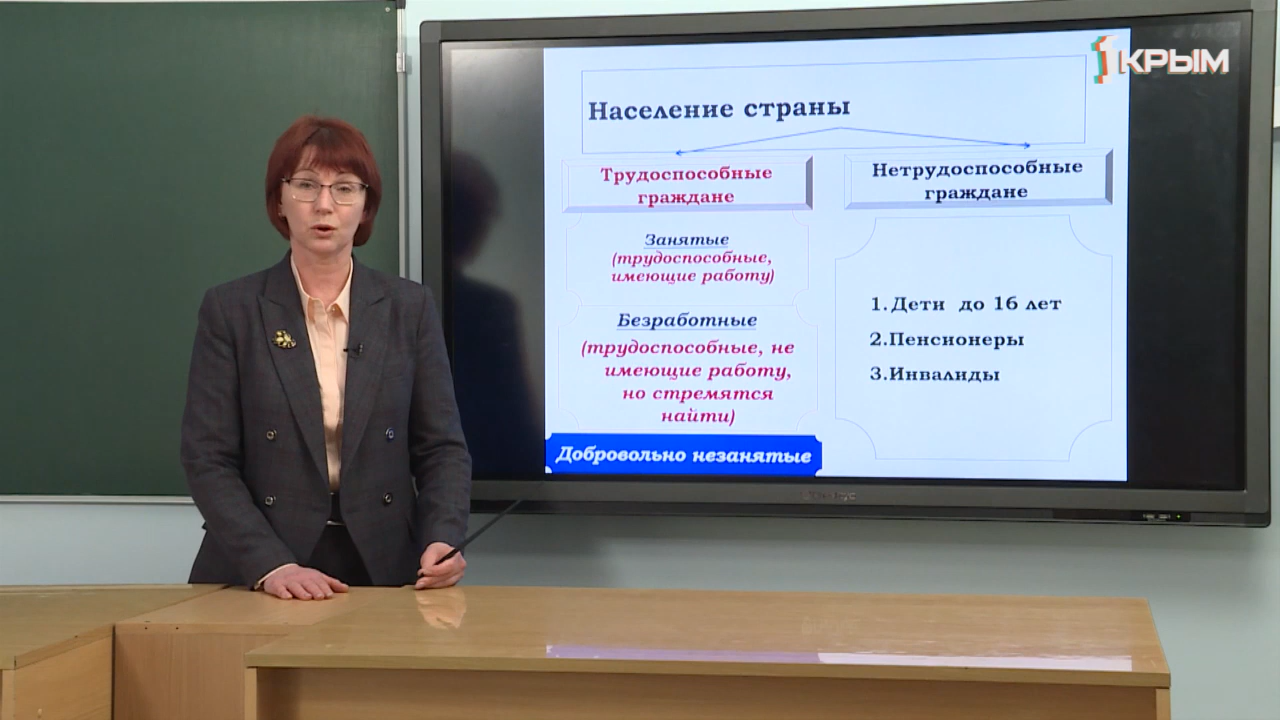 1КРЫМ
Население страны
Трудоспособные
граждане
Занятые
(трудоспособные,
имеющие работу)
Безработные
(трудоспособные, не
имеющие работу,
но стремятся
найти)
Добровольно незанятые
Нетрудоспособные
граждане
1.Дети до 16 лет
2.Пенсионеры
3.Инвалиды